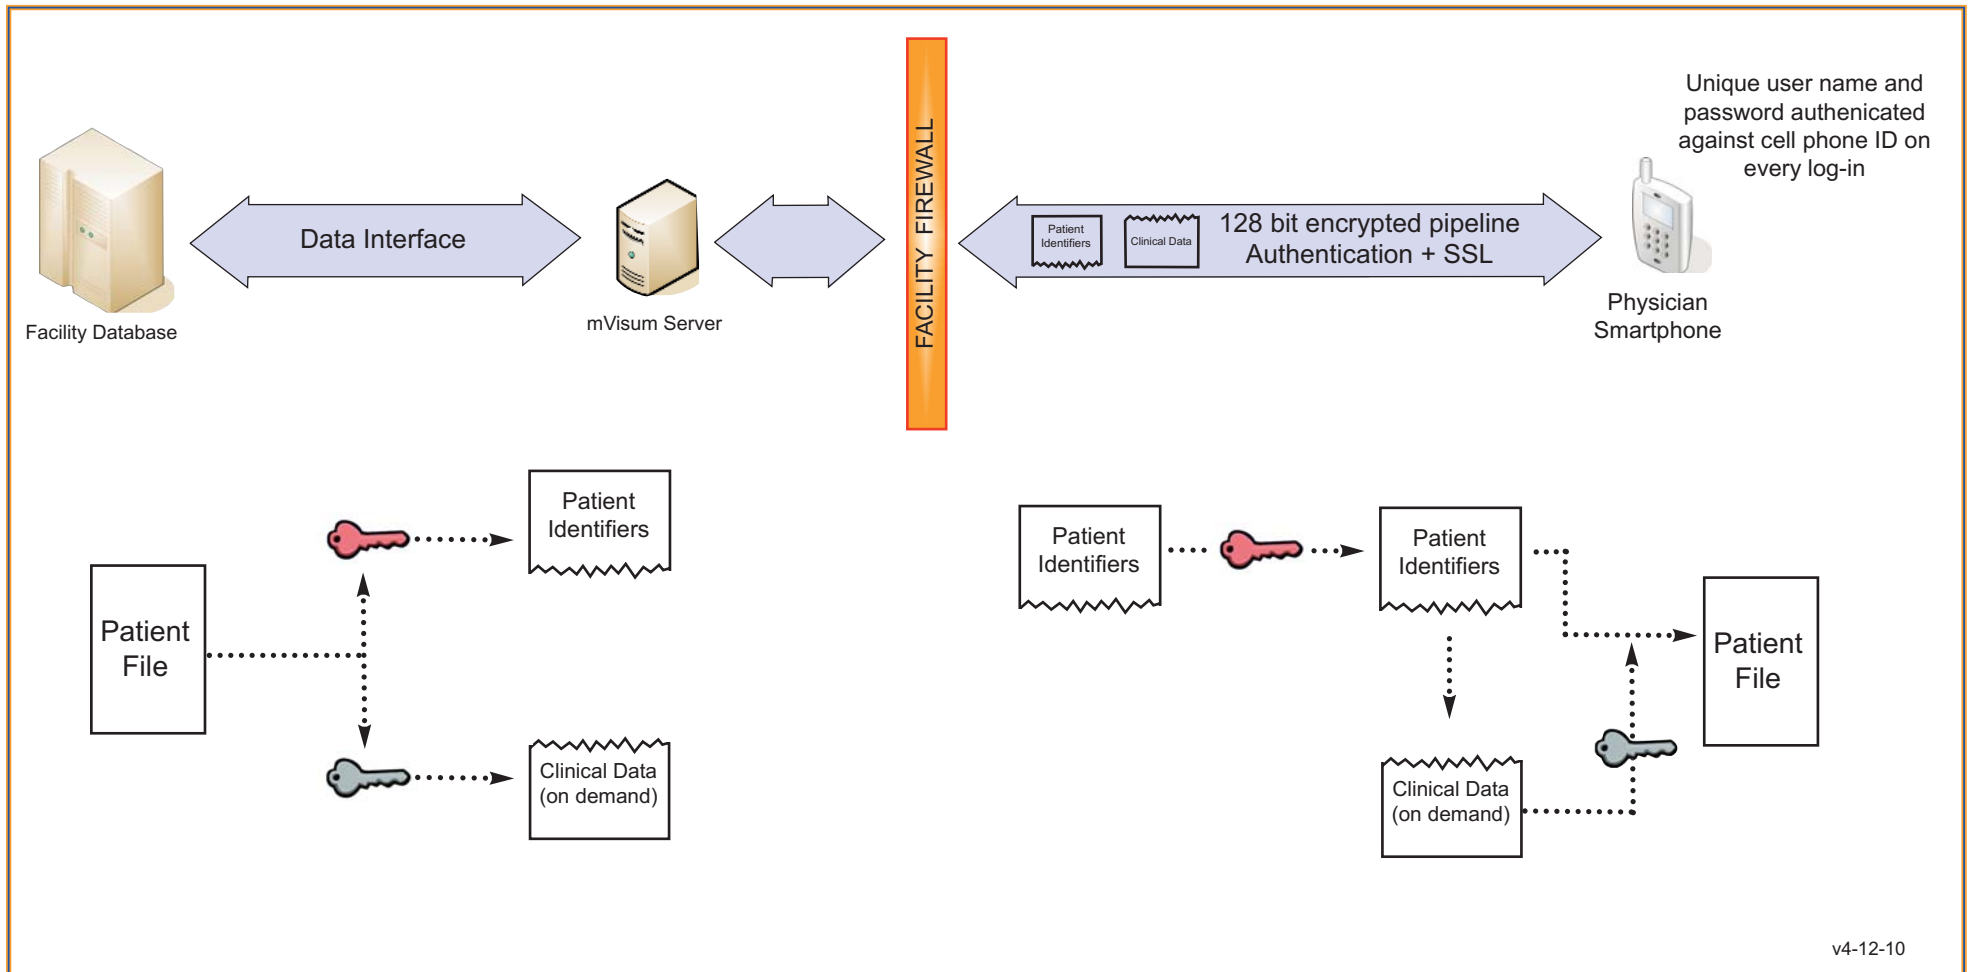 Unique user name and
password authenicated
against cell phone ID on
every log-in
FACILITY FIREWALL
Data Interface
Patient
Identifiers
Clinical Data
128 bit encrypted pipeline
Authentication + SSL
Facility Database
mVisum Server
Physician
Smartphone
Patient
File
Patient
Identifiers
Clinical Data
(on demand)
Patient
Identifiers
Patient
Identifiers
Clinical Data
(on demand)
Patient
File
v4-12-10